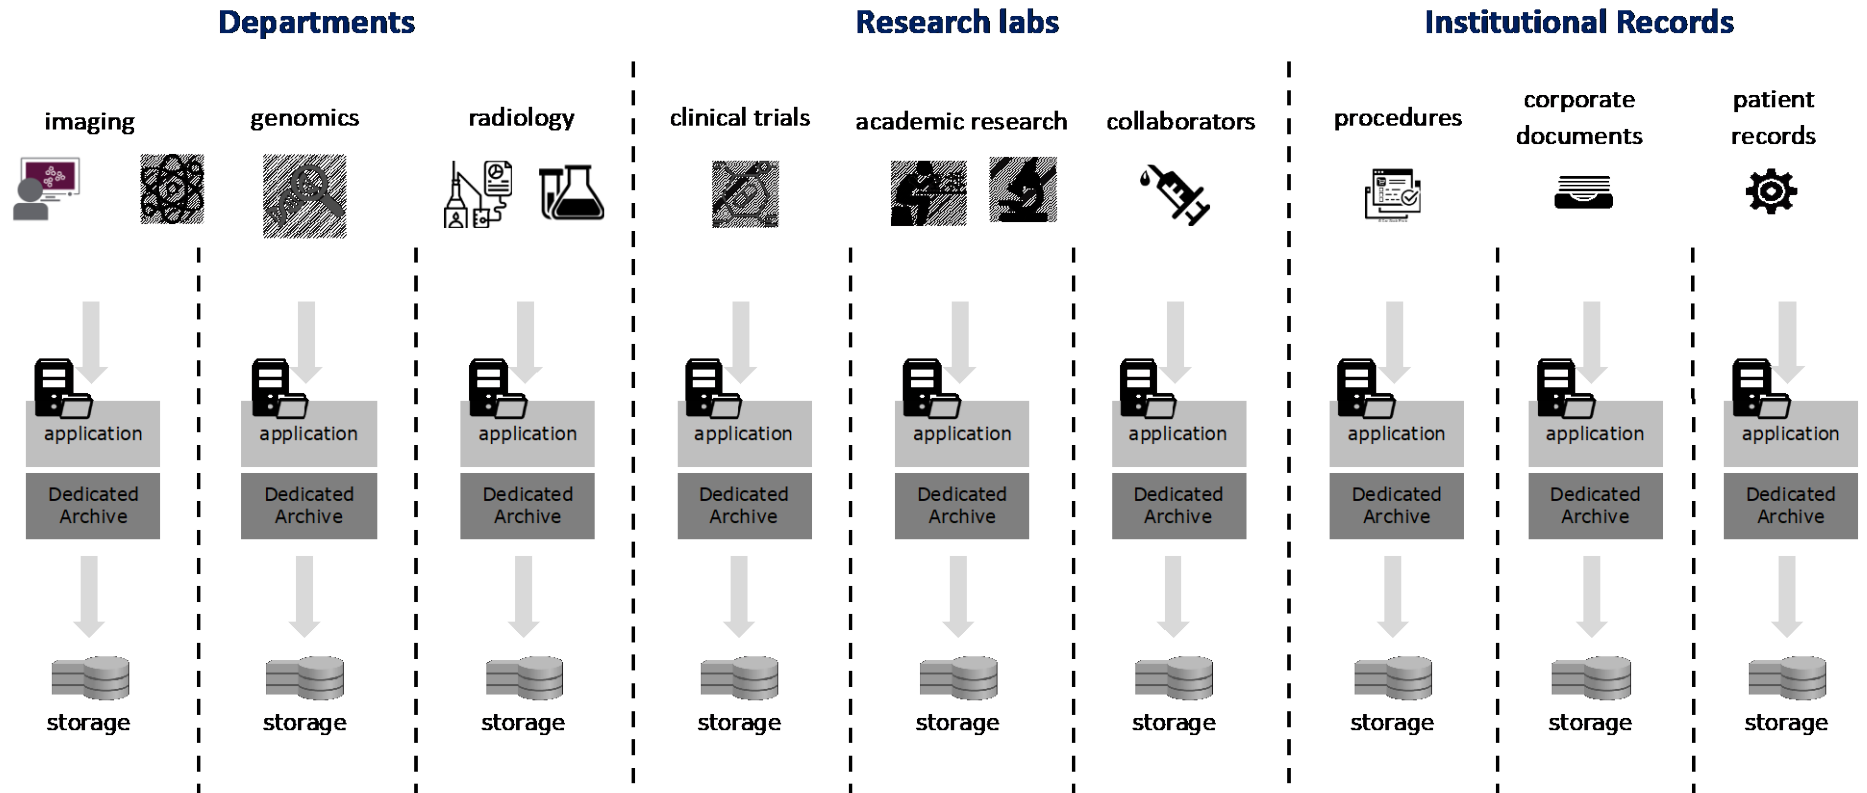 Departments
Research labs
Institutional Records
imaging
genomics
radiology
clinical trials
academic research
collaborators
procedures
corporate
documents
patient
records
application
application
application
application
application
application
application
application
application
Dedicated
Archive
Dedicated
Archive
Dedicated
Archive
Dedicated
Archive
Dedicated
Archive
Dedicated
Archive
Dedicated
Archive
Dedicated
Archive
Dedicated
Archive
storage
storage
storage
storage
storage
storage
storage
storage
storage